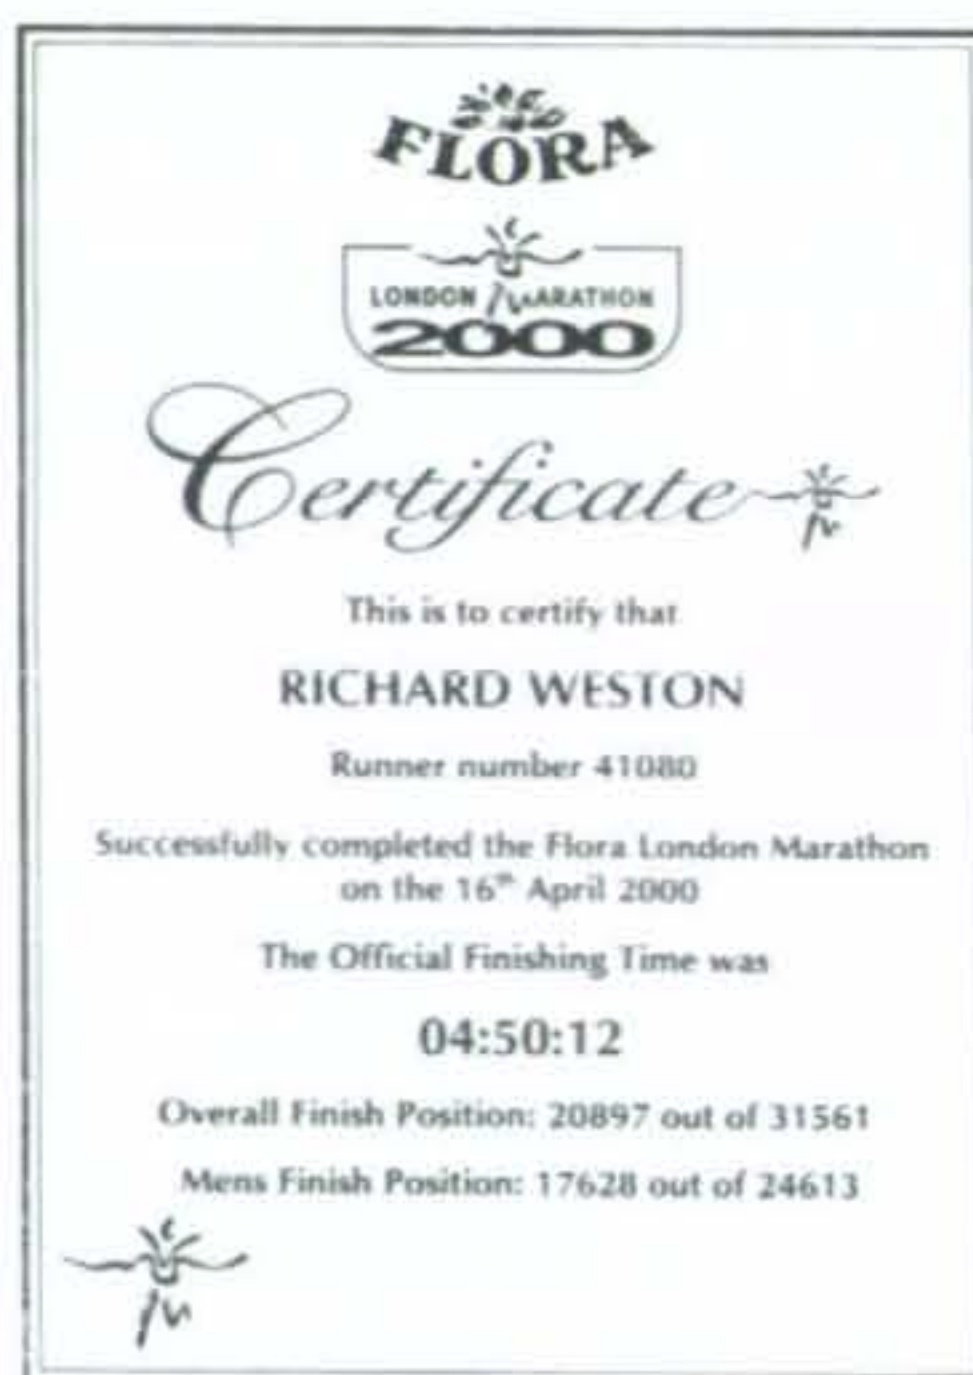 FLORA
LONDON MARATHON
2000
Certificate
This is to certify that
RICHARD WESTON
Runner number 41080
Successfully completed the Flora London Marathon
on the 16th April 2000
The Official Finishing Time was
04:50:12
Overall Finish Position: 20897 out of 31561
Mens Finish Position: 17628 out of 24613